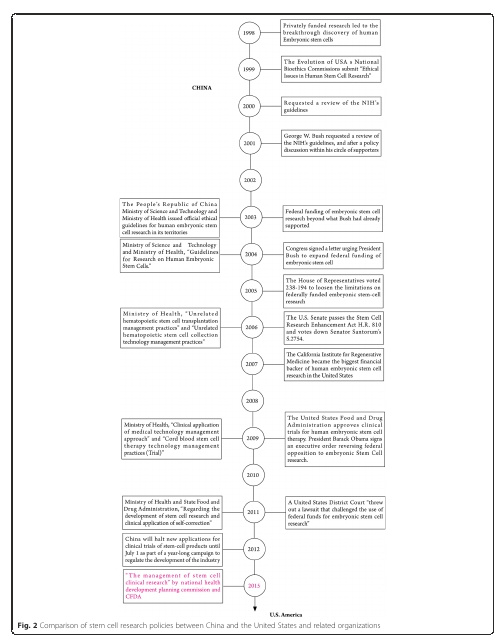 1998
Privately funded research led to the
breakthrough discovery of human
Embryonic stem cells
1999
The Evolution of USA s National
Bioethics Commissions submit "Ethical
Issues in Human Stem Cell Research"
CHINA
2000
Requested a review of the NIH's
guidelines
2001
George W. Bush requested a review of
the NIH's guidelines, and after a policy
discussion within his circle of supporters
2002
The People's Republic of China
Ministry of Science and Technology and
Ministry of Health issued official ethical
guidelines for human embryonic stem
cell research in its territories
2003
Federal funding of embryonic stem cell
research beyond what Bush had already
supported
Ministry of Science and Technology
and Ministry of Health, "Guidelines
for Research on Human Embryonic
Stem Cells."
2004
Congress signed a letter urging President
Bush to expand federal funding of
embryonic stem cell
2005
The House of Representatives voted
238-194 to loosen the limitations on
federally funded embryonic stem-cell
research
Ministry of Health, "Unrelated
hematopoietic stem cell transplantation
management practices" and "Unrelated
hematopoietic stem cell collection
technology management practices"
2006
The U.S. Senate passes the Stem Cell
Research Enhancement Act H.R. 810
and votes down Senator Santorum's
S.2754.
2007
The California Institute for Regenerative
Medicine became the biggest financial
backer of human embryonic stem cell
research in the United States
2008
Ministry of Health, "Clinical application
of medical technology management
approach" and "Cord blood stem cell
therapy technology management
practices (Trial)"
2009
The United States Food and Drug
Administration approves clinical
trials for human embryonic stem cell
therapy. President Barack Obama signs
an executive order reversing federal
opposition to embryonic Stem Cell
research.
2010
Ministry of Health and State Food and
Drug Administration, "Regarding the
development of stem cell research and
clinical application of self-correction"
2011
A United States District Court "threw
out a lawsuit that challenged the use of
federal funds for embryonic stem cell
research"
China will halt new applications for
clinical trials of stem-cell products until
July 1 as part of a year-long campaign to
regulate the development of the industry
2012
"The management of stem cell
clinical research" by national health
development planning commission and
CFDA
2015
U.S. America
Fig. 2 Comparison of stem cell research policies between China and the United States and related organizations